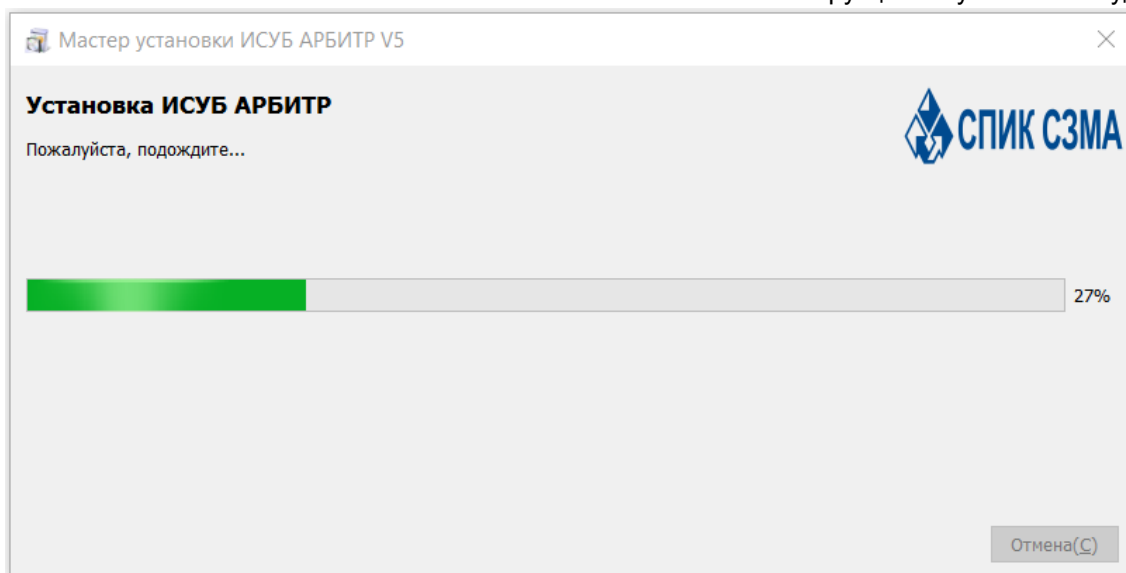 Мастер установки ИСУБ АРБИТР V5
Установка ИСУБ АРБИТР
Пожалуйста, подождите...
СПИК СЗМА
27%
Отмена(C)